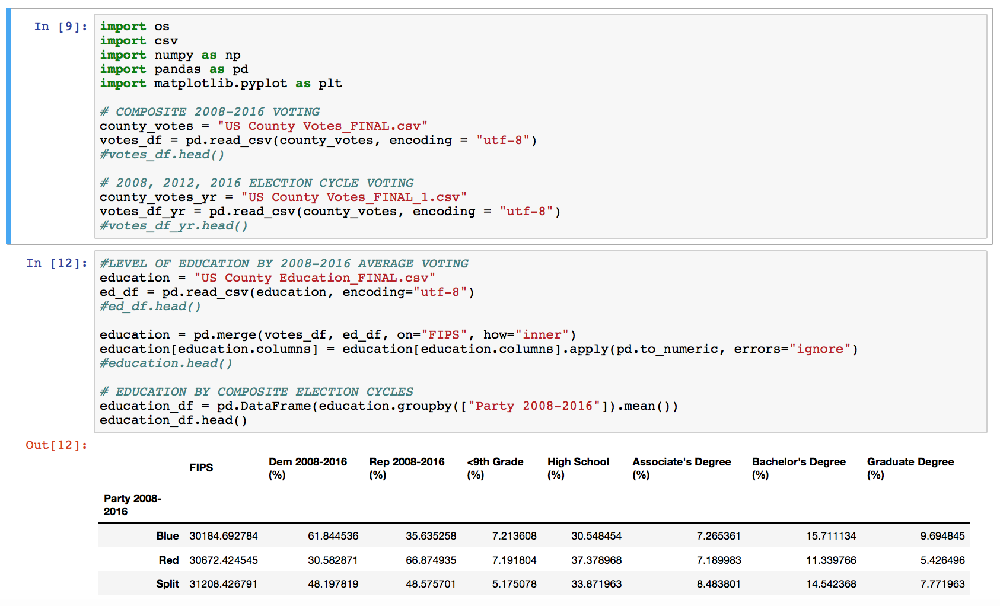 In [9]:
import os
import csv
import numpy as np
import pandas as pd
import matplotlib.pyplot as plt
# COMPOSITE 2008-2016 VOTING
county_votes = "US County Votes_FINAL.csv"
votes_df = pd.read_csv(county_votes, encoding = "utf-8")
#votes_df.head()
# 2008, 2012, 2016 ELECTION CYCLE VOTING
county_votes_yr = "US County Votes_FINAL_1.csv"
votes_df_yr = pd.read_csv(county_votes, encoding = "utf-8")
#votes_df_yr.head()
In [12]:
#LEVEL OF EDUCATION BY 2008-2016 AVERAGE VOTING
education = "US County Education_FINAL.csv"
ed_df = pd.read_csv(education, encoding="utf-8")
#ed_df.head()
education = pd.merge(votes_df, ed_df, on="FIPS", how="inner")
education[education.columns] = education[education.columns].apply(pd.to_numeric, errors="ignore")
#education.head()
# EDUCATION BY COMPOSITE ELECTION CYCLES
education_df = pd.DataFrame(education.groupby(["Party 2008-2016"]).mean())
education_df.head()
Out[12]:
FIPS Dem 2008-2016 (%) Rep 2008-2016 (%) <9th Grade (%) High School (%) Associate's Degree (%) Bachelor's Degree (%) Graduate Degree (%)
Party 2008-
2016
Blue 30184.692784 61.844536 35.635258 7.213608 30.548454 7.265361 15.711134 9.694845
Red 30672.424545 30.582871 66.874935 7.191804 37.378968 7.189983 11.339766 5.426496
Split 31208.426791 48.197819 48.575701 5.175078 33.871963 8.483801 14.542368 7.771963